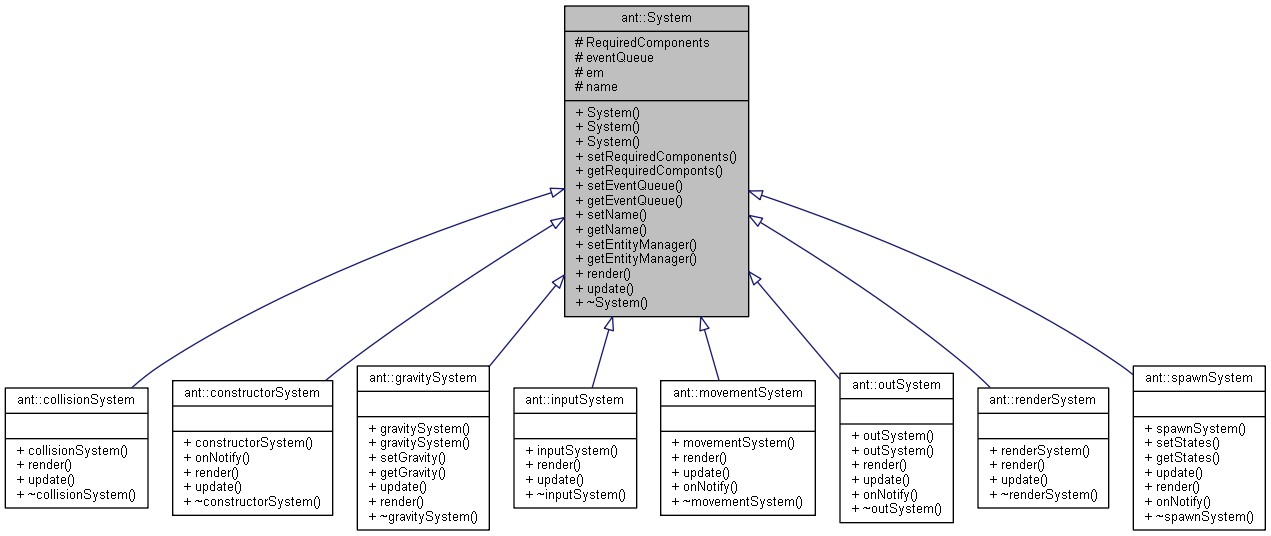 ant::System
# RequiredComponents
# eventQueue
# em
# name
+ System()
+ System()
+ System()
+ setRequiredComponents()
+ getRequiredComponts()
+ setEventQueue()
+ getEventQueue()
+ setName()
+ getName()
+ setEntityManager()
+ getEntityManager()
+ render()
+ update()
+ ~System()
ant::collisionSystem
+ collisionSystem()
+ render()
+ update()
+ ~collisionSystem()
ant::constructorSystem
+ constructorSystem()
+ onNotify()
+ render()
+ update()
+ ~constructorSystem()
ant::gravitySystem
+ gravitySystem()
+ gravitySystem()
+ setGravity()
+ getGravity()
+ update()
+ render()
+ ~gravitySystem()
ant::inputSystem
+ inputSystem()
+ render()
+ update()
+ ~inputSystem()
ant::movementSystem
+ movementSystem()
+ render()
+ update()
+ onNotify()
+ ~movementSystem()
ant::outSystem
+ outSystem()
+ outSystem()
+ render()
+ update()
+ onNotify()
+ ~outSystem()
ant::renderSystem
+ renderSystem()
+ render()
+ update()
+ ~renderSystem()
ant::spawnSystem
+ spawnSystem()
+ setStates()
+ getStates()
+ update()
+ render()
+ onNotify()
+ ~spawnSystem()